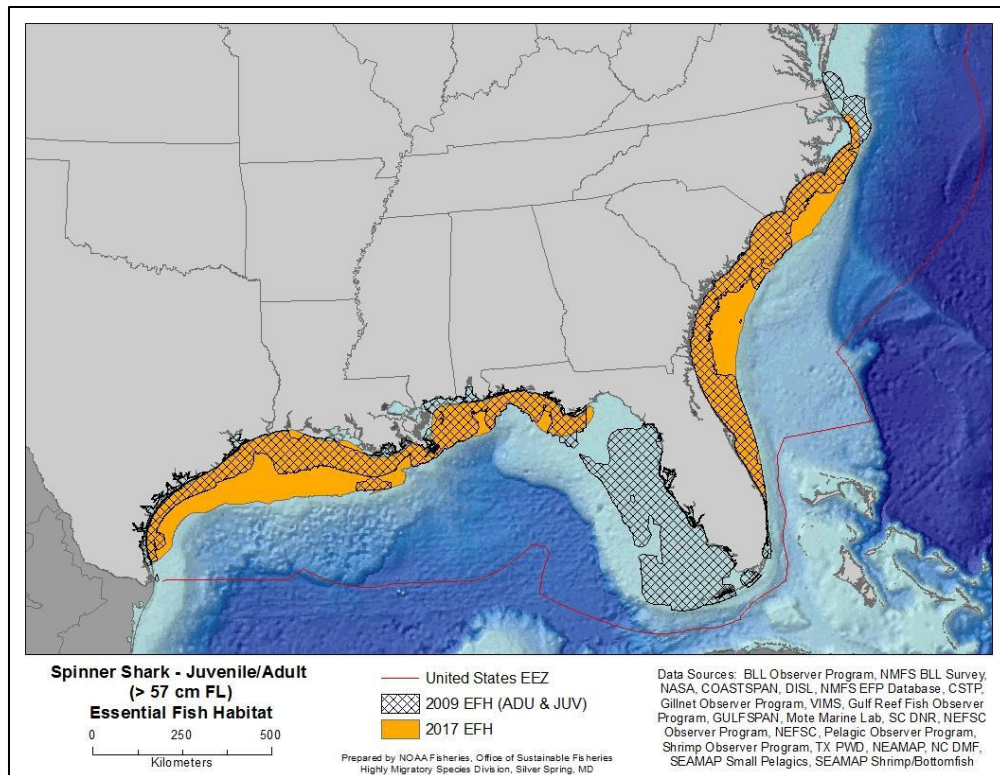 Spinner Shark - Juvenile/Adult
(> 57 cm FL)
Essential Fish Habitat
0 250 500
Kilometers
United States EEZ
2009 EFH (ADU & JUV)
2017 EFH
Prepared by NOAA Fisheries, Office of Sustainable Fisheries
Highly Migratory Species Division, Silver Spring, MD
Data Sources: BLL Observer Program, NMFS BLL Survey,
NASA, COASTSPAN, DISL, NMFS EFP Database, CSTP,
Gillnet Observer Program, VIMS, Gulf Reef Fish Observer
Program, GULFSPAN, Mote Marine Lab, SC DNR, NEFSC
Observer Program, NEFSC, Pelagic Observer Program,
Shrimp Observer Program, TX PWD, NEAMAP, NC DMF,
SEAMAP Small Pelagics, SEAMAP Shrimp/Bottomfish